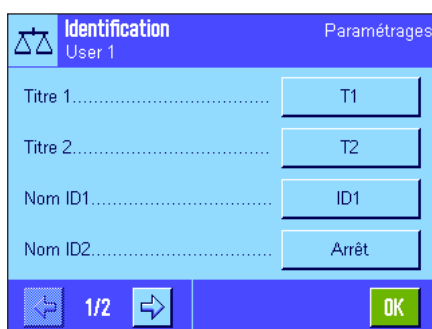 Identification
Paramétrages
User 1
Titre 1.................................... T1
Titre 2.................................... T2
Nom ID1................................. ID1
Nom ID2................................. Arrêt
1/2
OK